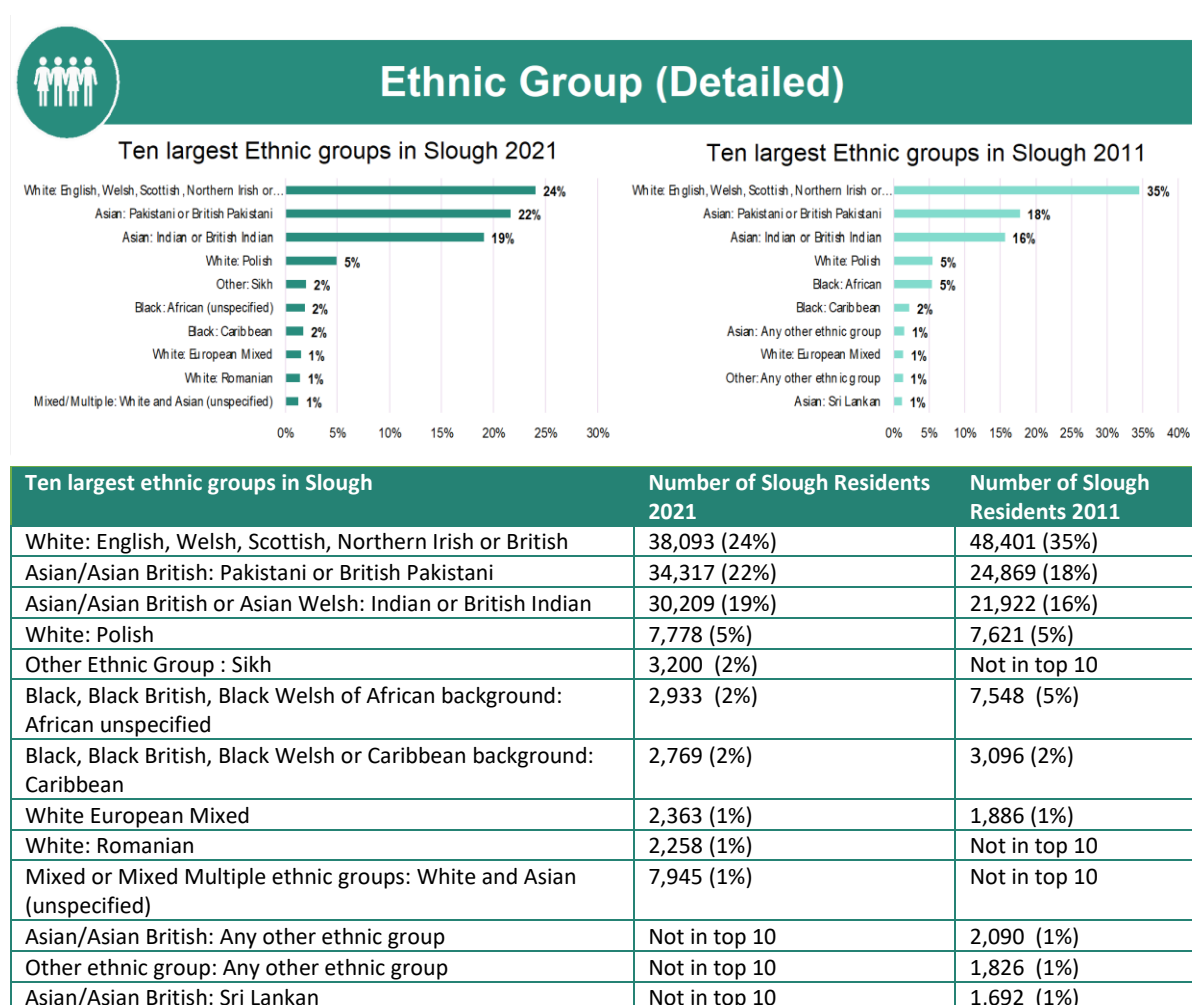 Ethnic Group (Detailed)
Ten largest Ethnic groups in Slough 2021
White: English, Welsh, Scottish, Northern Irish or... 24%
Asian: Pakistani or British Pakistani 22%
Asian: Indian or British Indian 19%
White: Polish 5%
Other: Sikh 2%
Black: African (unspecified) 2%
Black: Caribbean 2%
White: European Mixed 1%
White: Romanian 1%
Mixed/Multiple: White and Asian (unspecified) 1%
0% 5% 10% 15% 20% 25% 30%
Ten largest Ethnic groups in Slough 2011
White: English, Welsh, Scottish, Northern Irish or... 35%
Asian: Pakistani or British Pakistani 18%
Asian: Indian or British Indian 16%
White: Polish 5%
Black: African 5%
Black: Caribbean 2%
Asian: Any other ethnic group 1%
White: European Mixed 1%
Other: Any other ethnic group 1%
Asian: Sri Lankan 1%
0% 5% 10% 15% 20% 25% 30% 35% 40%
Ten largest ethnic groups in Slough Number of Slough Residents Number of Slough
2021 Residents 2011
White: English, Welsh, Scottish, Northern Irish or British 38,093 (24%) 48,401 (35%)
Asian/Asian British: Pakistani or British Pakistani 34,317 (22%) 24,869 (18%)
Asian/Asian British or Asian Welsh: Indian or British Indian 30,209 (19%) 21,922 (16%)
White: Polish 7,778 (5%) 7,621 (5%)
Other Ethnic Group : Sikh 3,200 (2%) Not in top 10
Black, Black British, Black Welsh of African background: 2,933 (2%) 7,548 (5%)
African unspecified
Black, Black British, Black Welsh or Caribbean background: 2,769 (2%) 3,096 (2%)
Caribbean
White European Mixed 2,363 (1%) 1,886 (1%)
White: Romanian 2,258 (1%) Not in top 10
Mixed or Mixed Multiple ethnic groups: White and Asian 7,945 (1%) Not in top 10
(unspecified)
Asian/Asian British: Any other ethnic group Not in top 10 2,090 (1%)
Other ethnic group: Any other ethnic group Not in top 10 1,826 (1%)
Asian/Asian British: Sri Lankan Not in top 10 1,692 (1%)